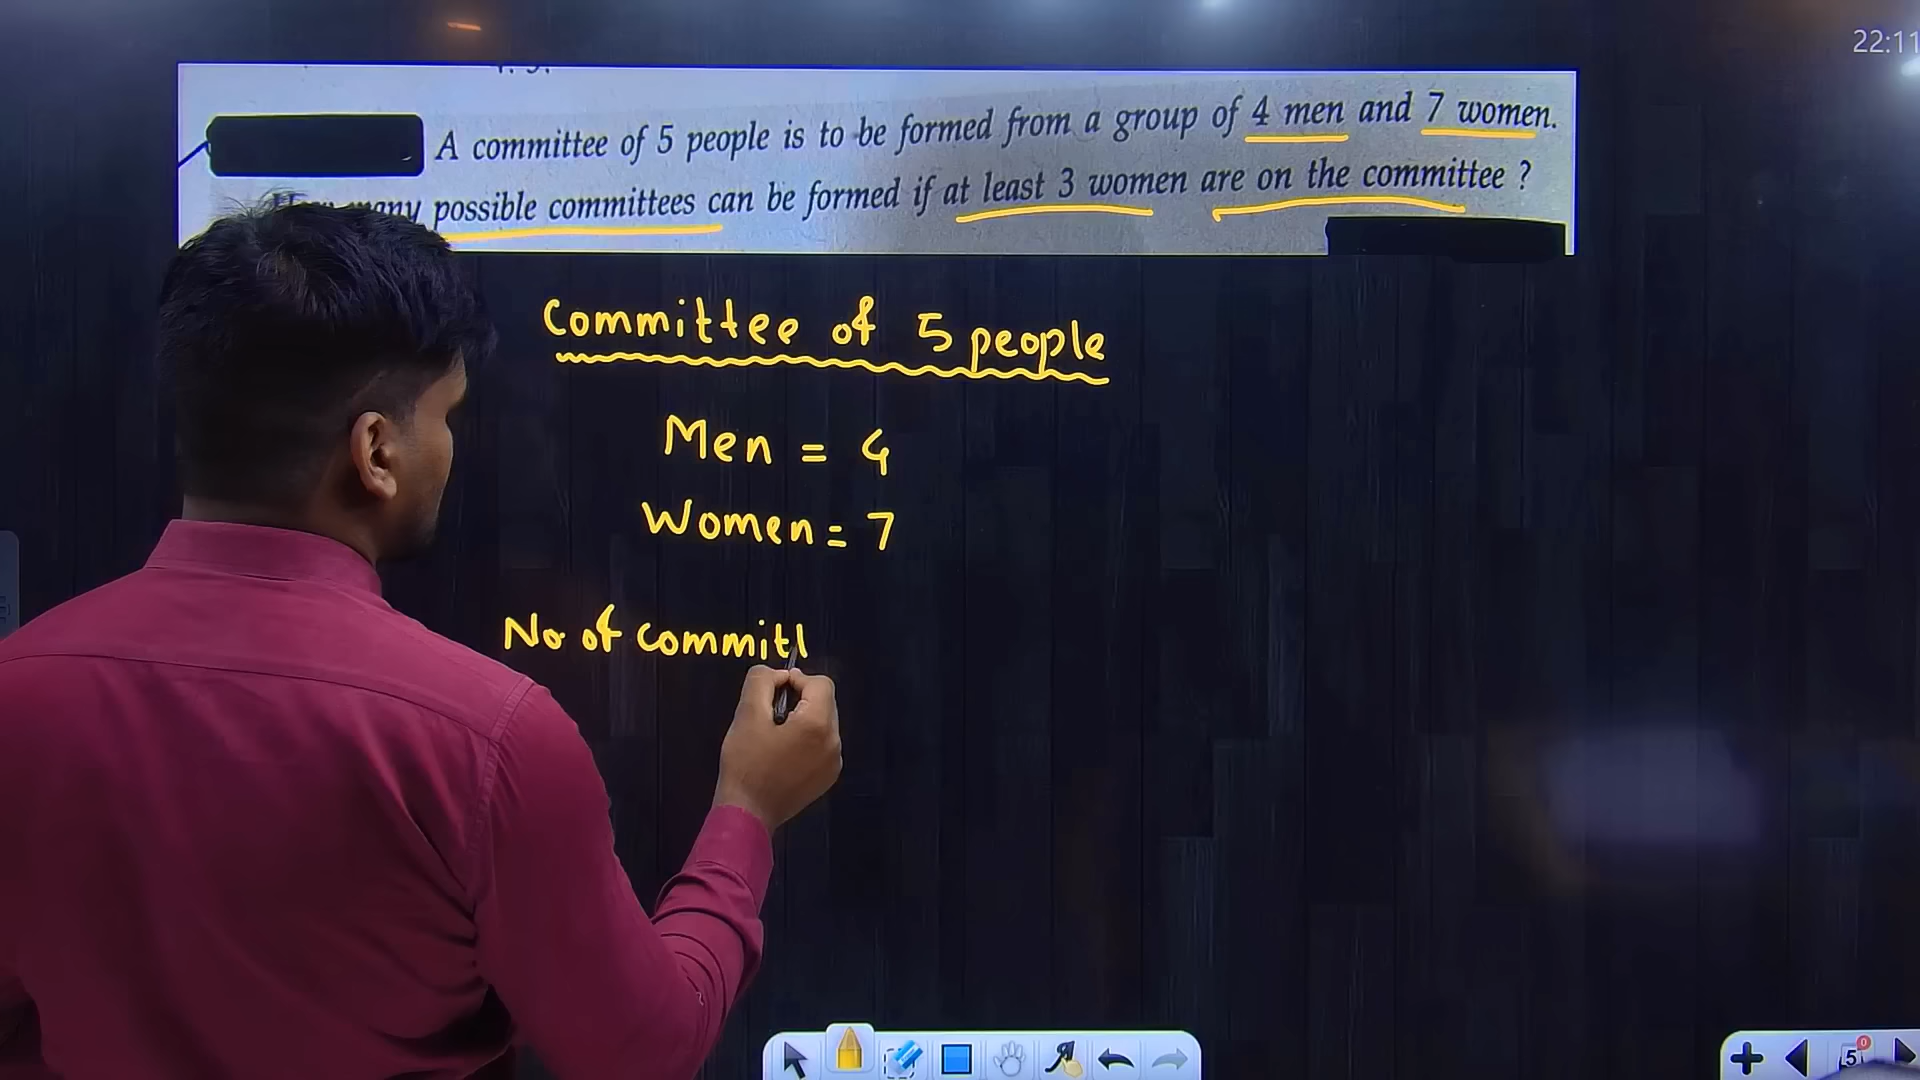 22:11
A committee of 5 people is to be formed from a group of 4 men and 7 women.
many possible committees can be formed if at least 3 women are on the committee ?
Committee of 5 people
Men = 4
Women = 7
No of committ
5
0